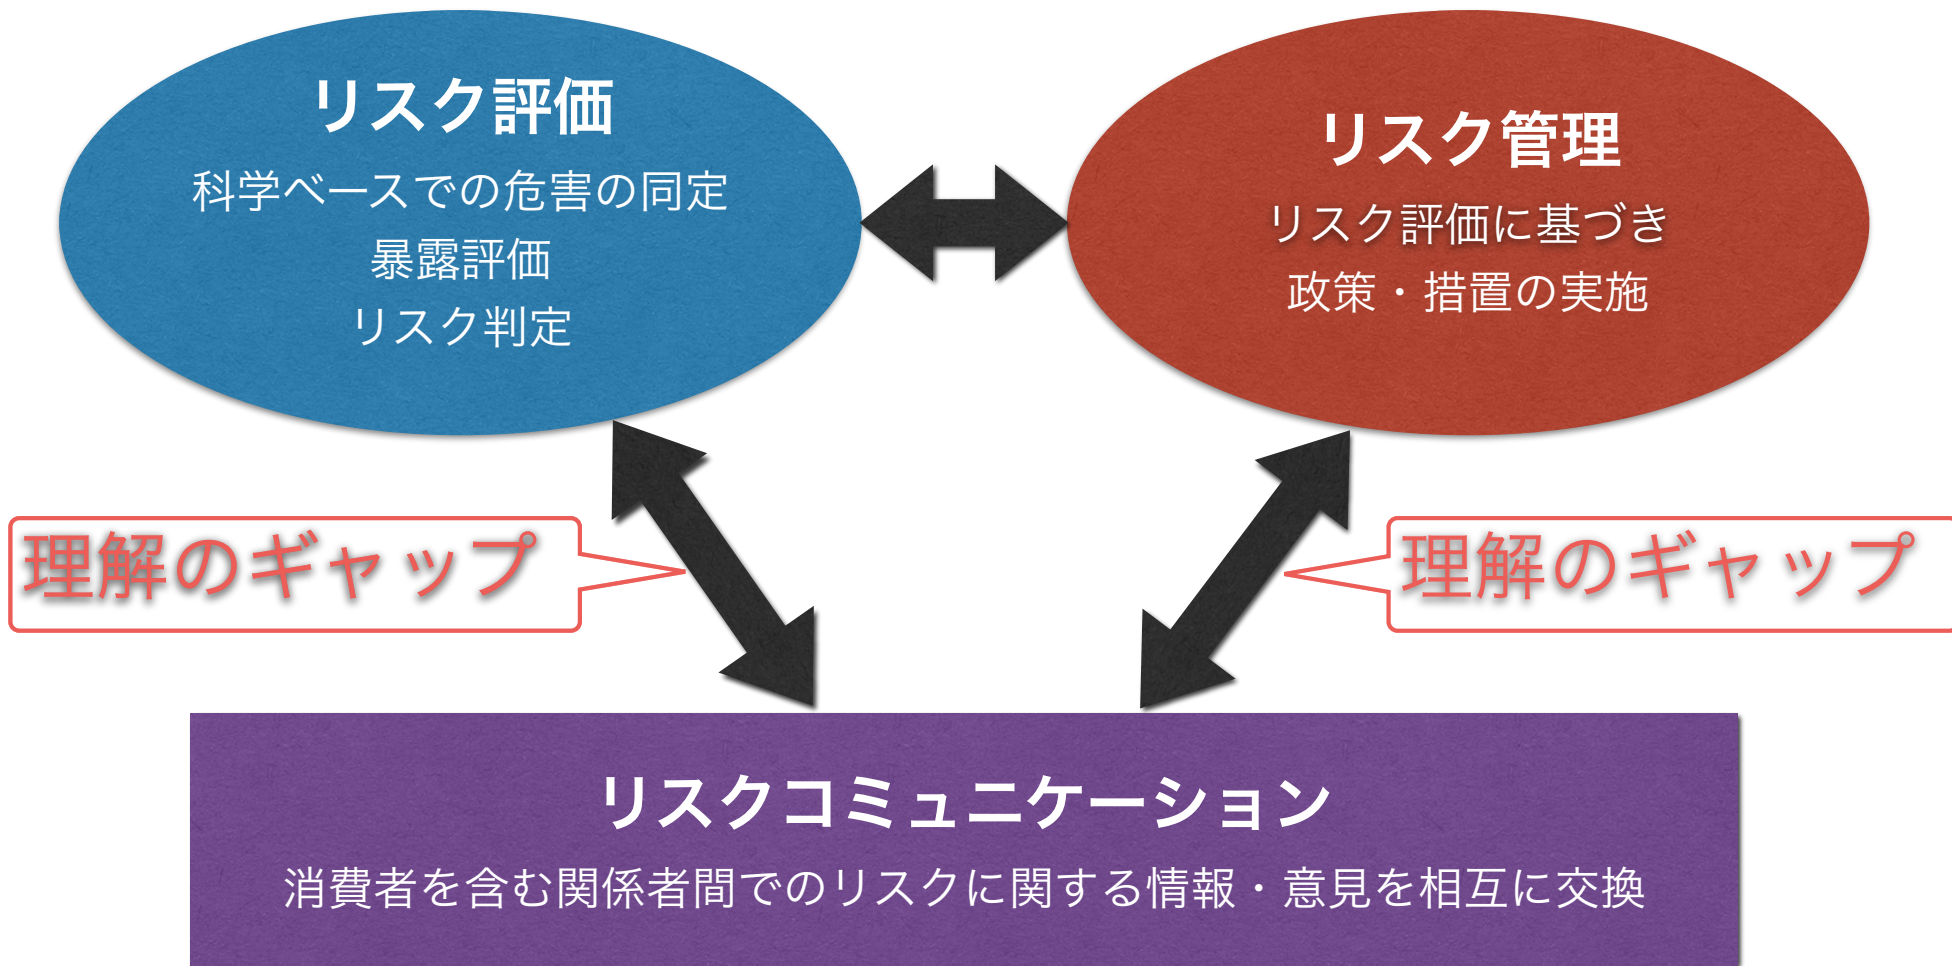 リスク評価
科学ベースでの危害の同定
暴露評価
リスク判定
リスク管理
リスク評価に基づき
政策・措置の実施
理解のギャップ
理解のギャップ
リスクコミュニケーション
消費者を含む関係者間でのリスクに関する情報・意見を相互に交換